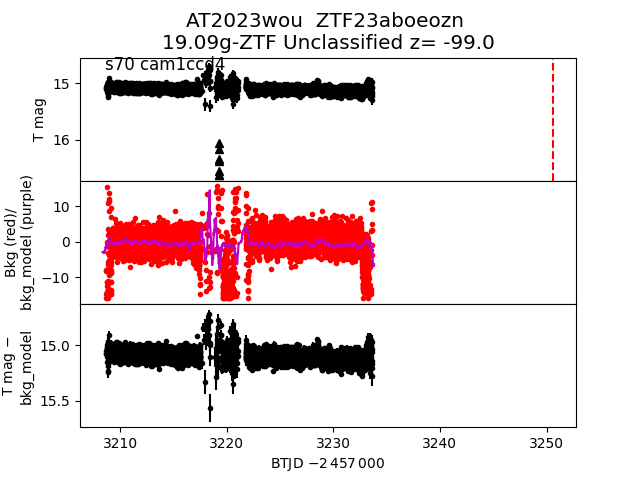 AT2023wou  ZTF23aboeozn
19.09g-ZTF Unclassified z= -99.0
s70 cam1ccd4
15
16
T mag
10
0
−10
Bkg (red)/
bkg_model (purple)
15.0
15.5
T mag −
bkg_model
3210
3220
3230
3240
3250
BTJD −2 457 000